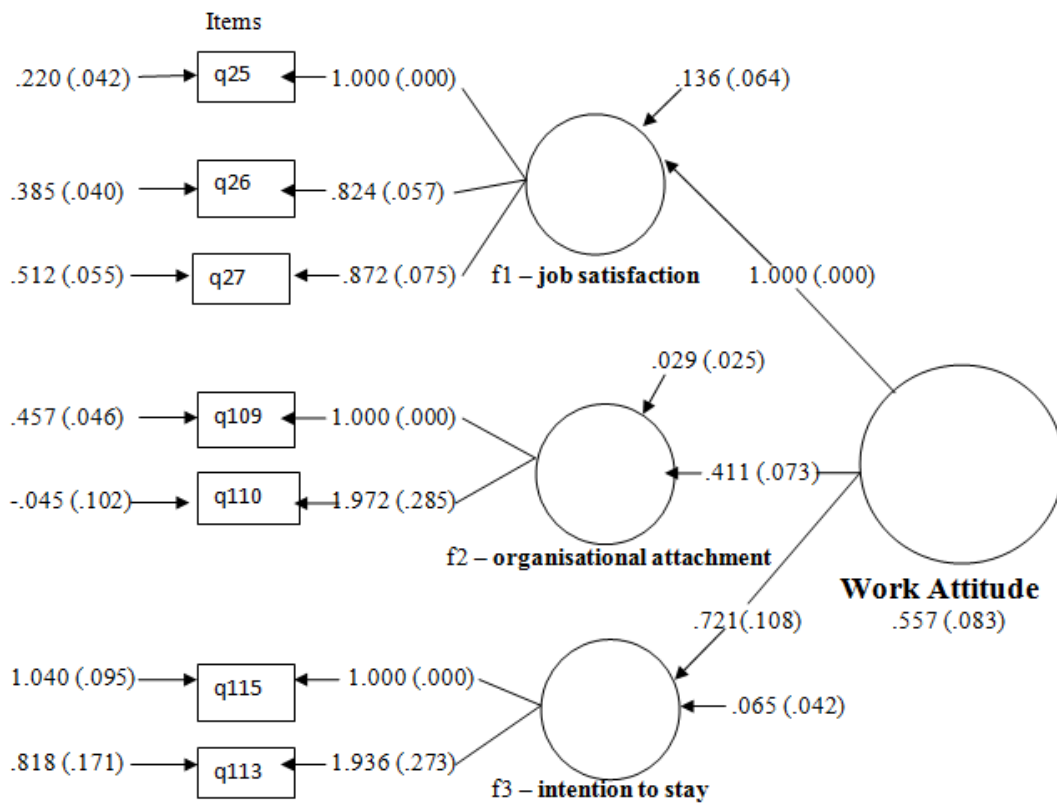 Items
.220 (.042) q25 1.000 (.000) .136 (.064)
.385 (.040) q26 .824 (.057)
.512 (.055) q27 .872 (.075) f1 – job satisfaction 1.000 (.000)
.029 (.025)
.457 (.046) q109 1.000 (.000)
-.045 (.102) q110 1.972 (.285) .411 (.073)
f2 – organisational attachment
Work Attitude
.721(.108) .557 (.083)
1.040 (.095) q115 1.000 (.000)
.065 (.042)
.818 (.171) q113 1.936 (.273)
f3 – intention to stay